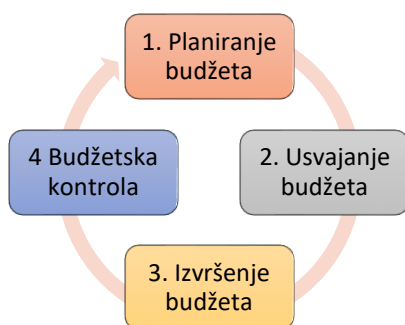 1. Planiranje
budžeta
2. Usvajanje
budžeta
3. Izvršenje
budžeta
4 Budžetska
kontrola